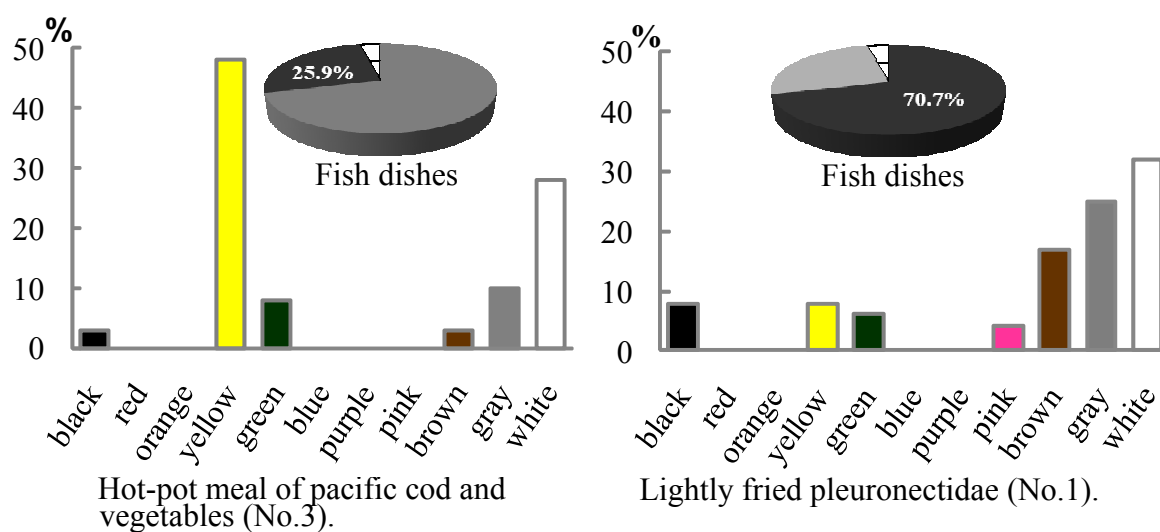 %
50
40
30
20
10
0
25.9%
Fish dishes
black
red
orange
yellow
green
blue
purple
pink
brown
gray
white
Hot-pot meal of pacific cod and
vegetables (No.3).
%
50
40
30
20
10
0
70.7%
Fish dishes
black
red
orange
yellow
green
blue
purple
pink
brown
gray
white
Lightly fried pleuronectidae (No.1).